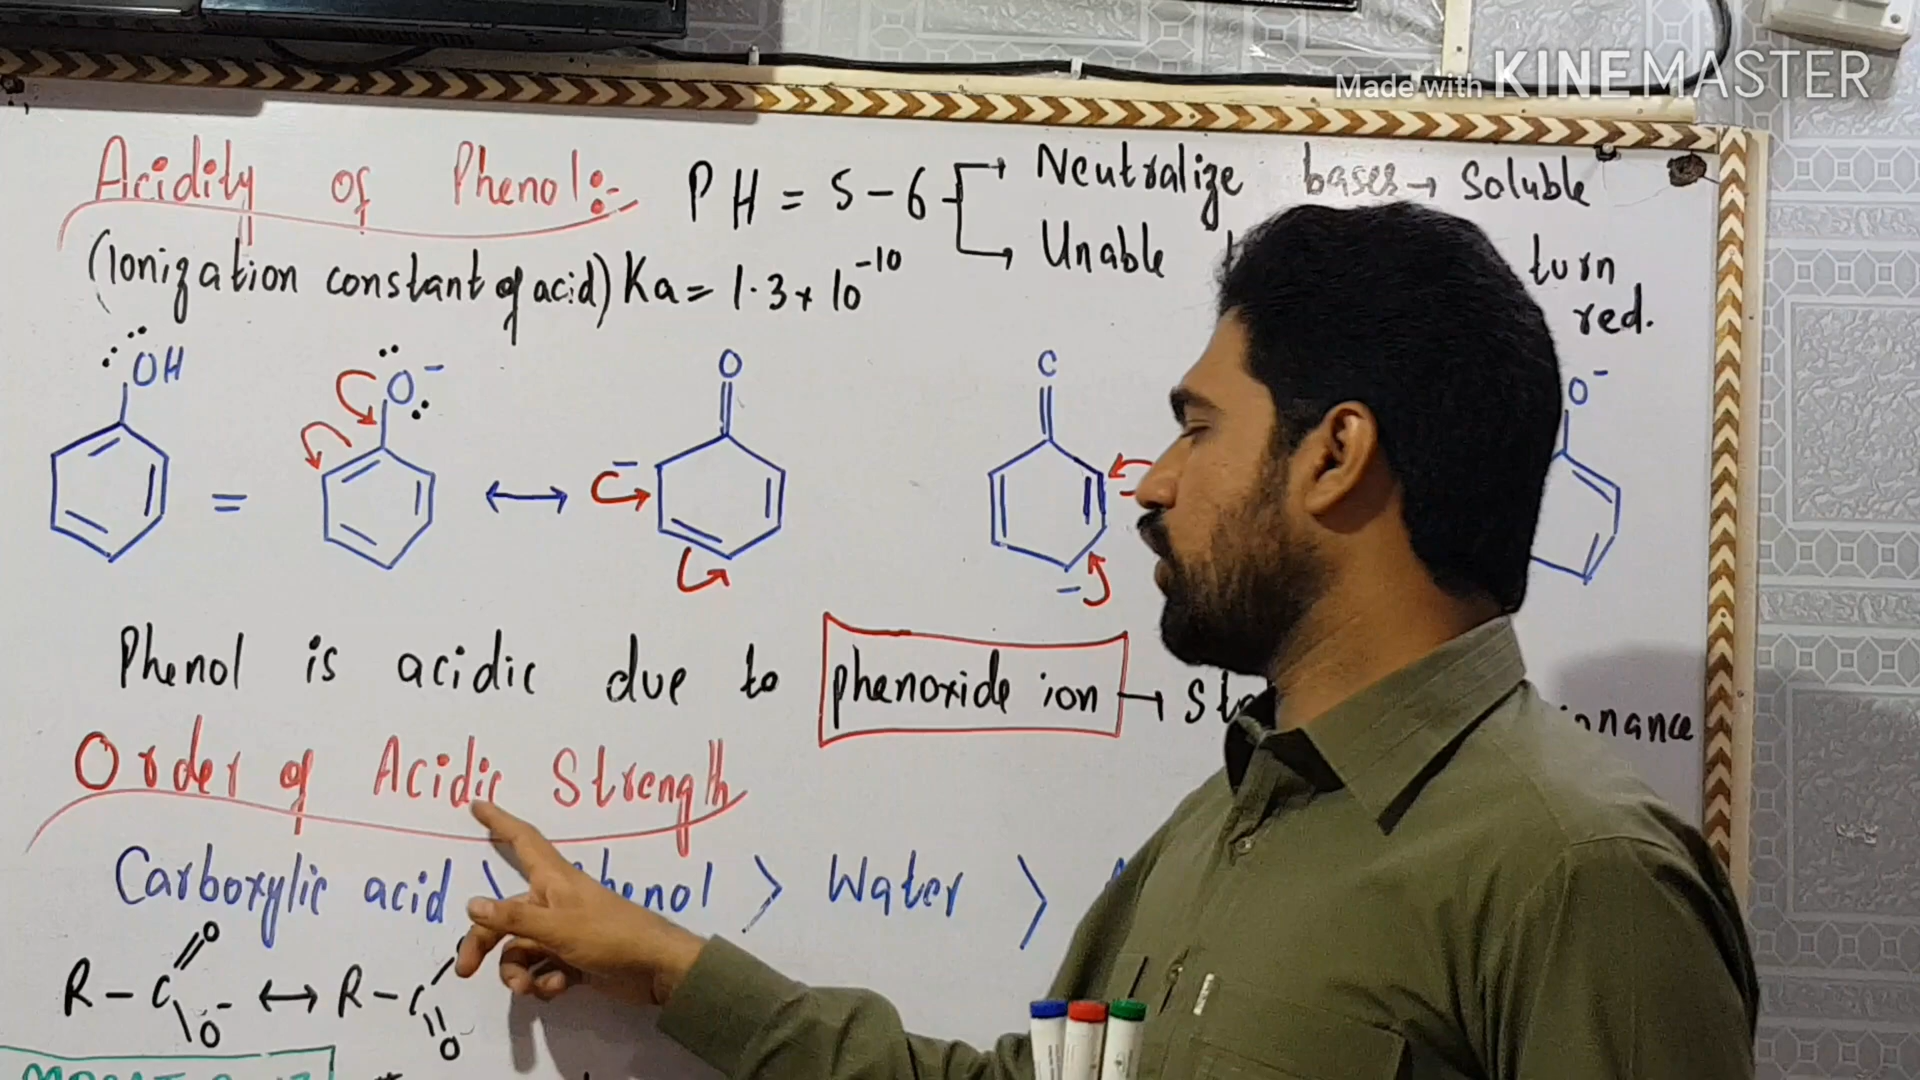 Made with KINEMASTER
Acidity of Phenol:-
PH = 5-6 → Neutralize bases → Soluble
→ Unable turn
red.
(Ionization constant of acid) Ka = 1.3 x 10^-10
OH
O-
O
C
O-
=
-
-
Phenol is acidic due to phenoxide ion →
Order of Acidic Strength
Carboxylic acid > Phenol > Water >
R-C O O- ↔ R-C O